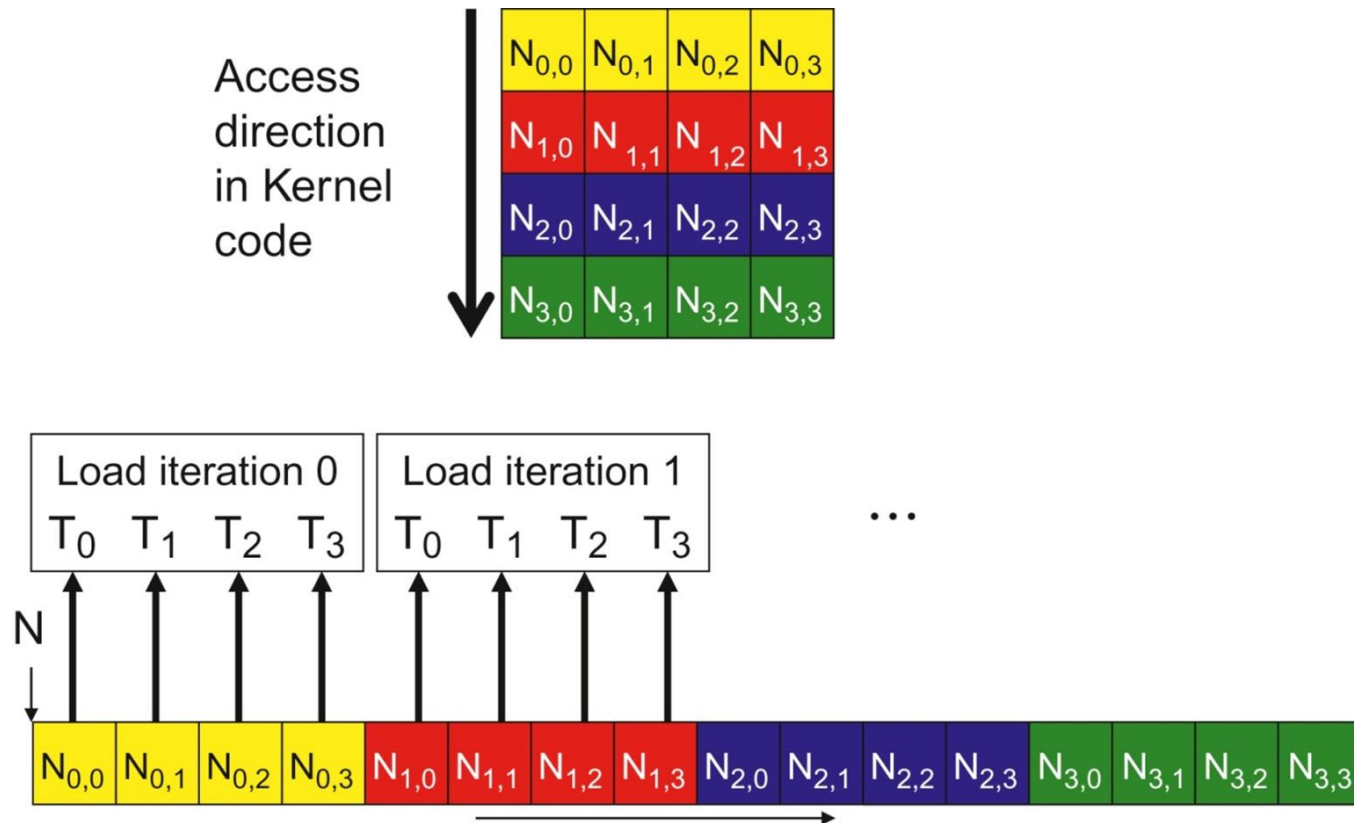 Access
direction
in Kernel
code
N0,0 N0,1 N0,2 N0,3
N1,0 N 1,1 N 1,2 N 1,3
N2,0 N2,1 N2,2 N2,3
N3,0 N3,1 N3,2 N3,3
Load iteration 0
T0 T1 T2 T3
Load iteration 1
T0 T1 T2 T3
...
N
N0,0 N0,1 N0,2 N0,3 N1,0 N1,1 N1,2 N1,3 N2,0 N2,1 N2,2 N2,3 N3,0 N3,1 N3,2 N3,3